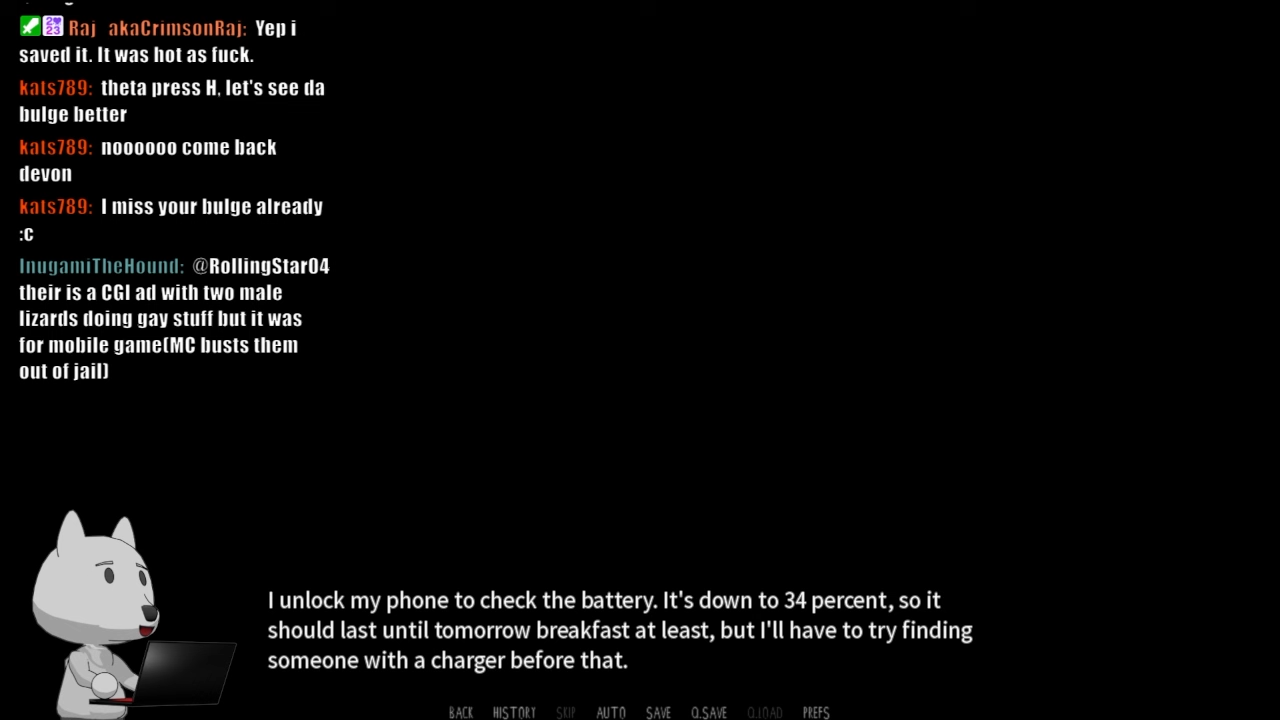 Raj_akaCrimsonRaj: Yep i
saved it. It was hot as fuck.
kats789: theta press H, let's see da
bulge better
kats789: noooooo come back
devon
kats789: I miss your bulge already
:c
InugamiTheHound: @RollingStar04
their is a CGI ad with two male
lizards doing gay stuff but it was
for mobile game(MC busts them
out of jail)
I unlock my phone to check the battery. It's down to 34 percent, so it
should last until tomorrow breakfast at least, but I'll have to try finding
someone with a charger before that.
BACK HISTORY SKIP AUTO SAVE Q.SAVE Q.LOAD PREFS